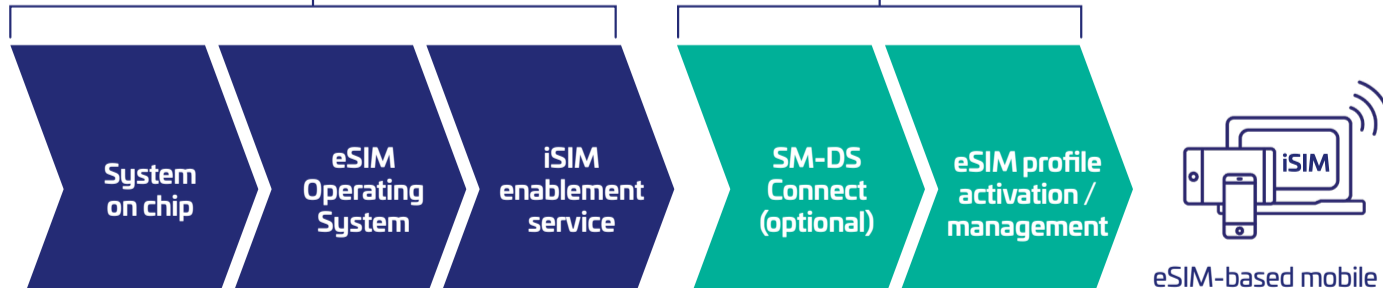 System
on chip
eSIM
Operating
System
iSIM
enablement
service
SM-DS
Connect
(optional)
eSIM profile
activation /
management
iSIM
eSIM-based mobile